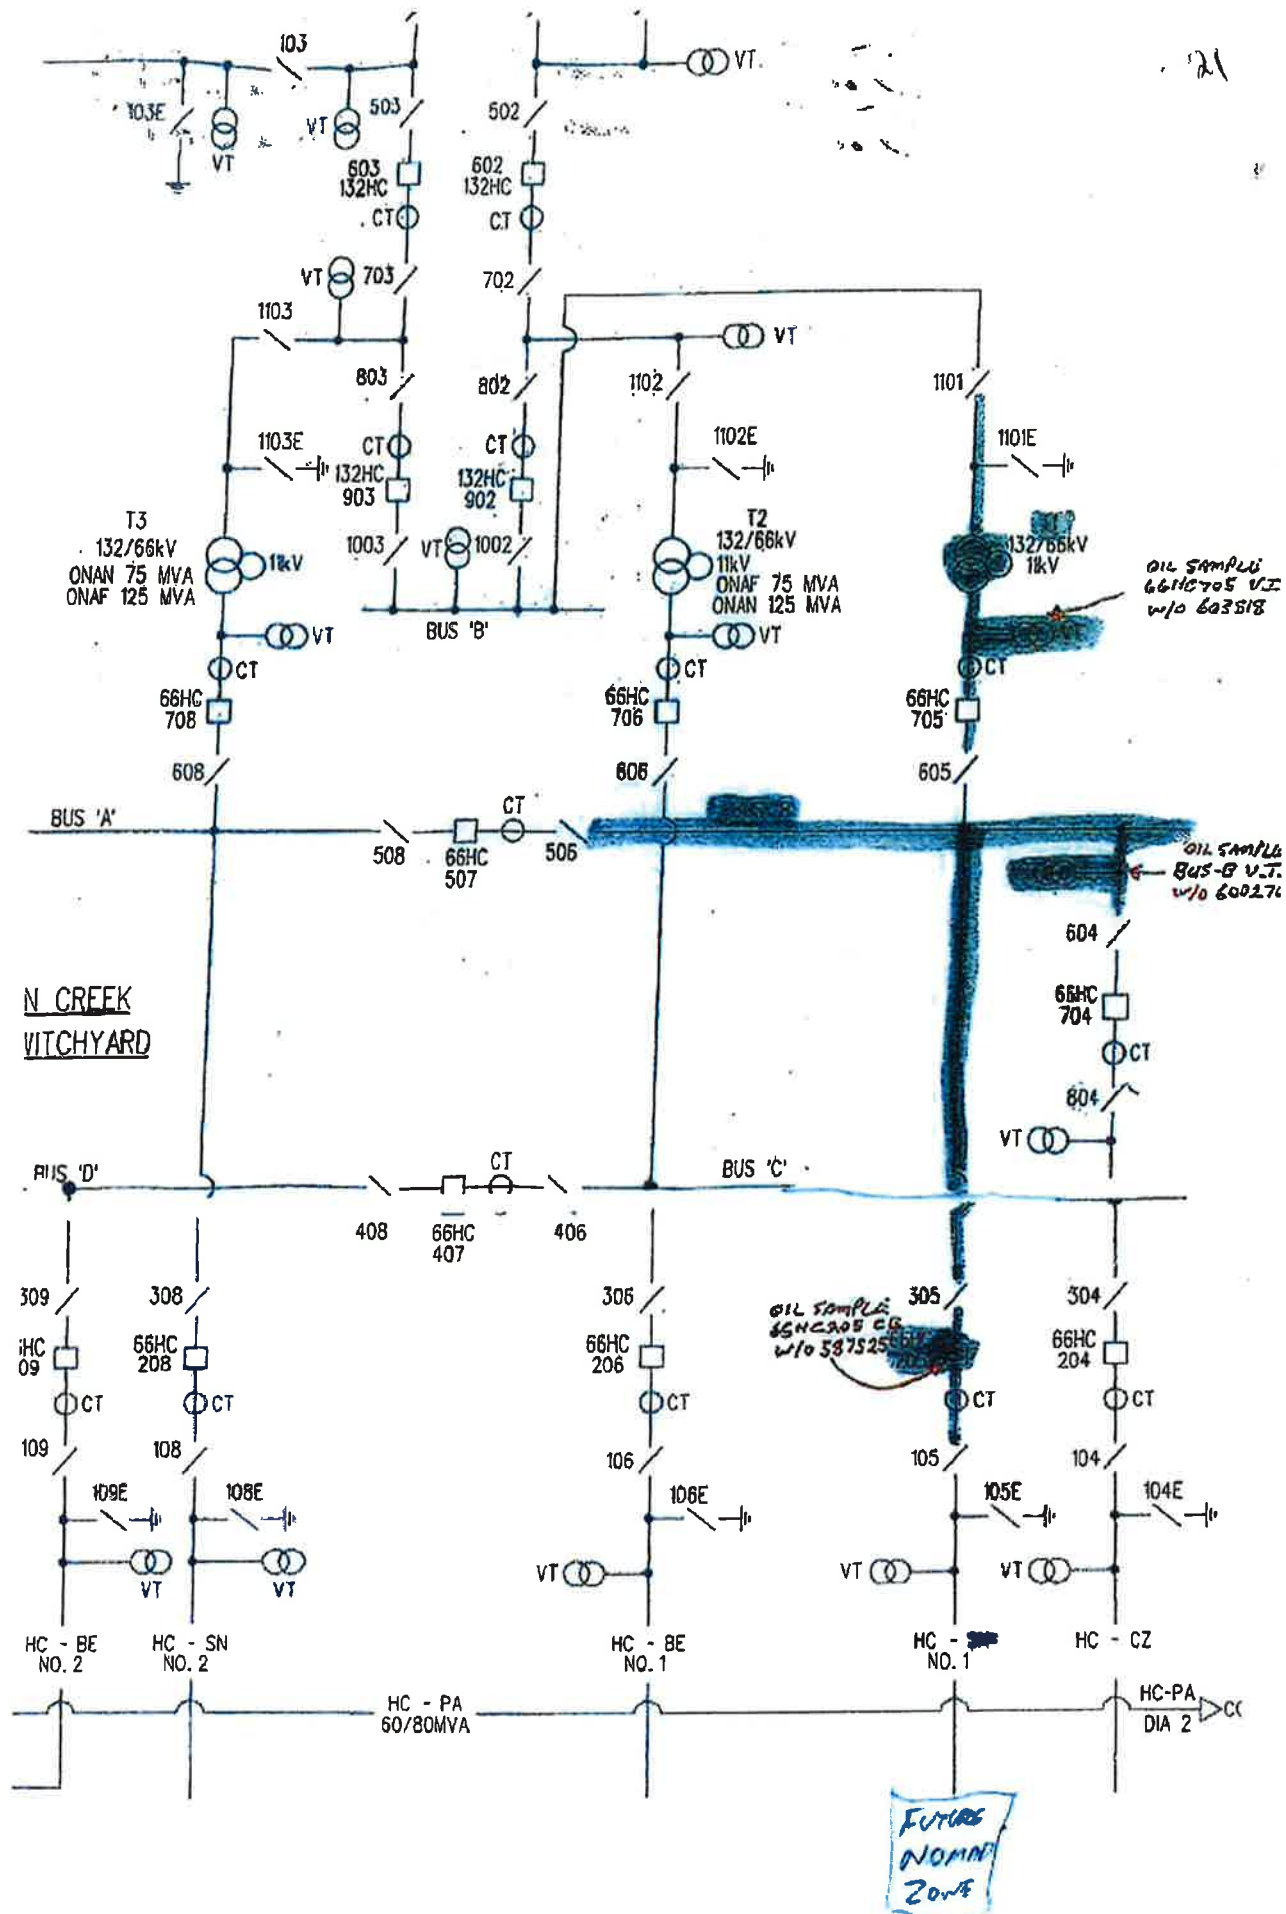 21
103
VT.
103E
VT
VT
503
502
603
132HC
602
132HC
CT
CT
VT
703
702
1103
VT
803
802
1102
1101
1103E
CT
CT
1102E
1101E
132HC
903
132HC
902
T3
132/66kV
ONAN 75 MVA
ONAF 125 MVA
11kV
1003
VT
1002
T2
132/66kV
11kV
ONAF 75 MVA
ONAN 125 MVA
132/66kV
11kV
OIL SAMPLE
66HC705 V.T.
W/O 603518
BUS 'B'
VT
VT
CT
CT
CT
66HC
708
66HC
706
66HC
705
608
606
605
BUS 'A'
CT
508
66HC
507
506
OIL SAMPLE
BUS-B V.T.
W/O 60027
604
66HC
704
CT
804
VT
N CREEK
VITCHYARD
BUS 'D'
CT
BUS 'C'
408
66HC
407
406
309
308
306
305
304
OIL SAMPLE
66HC205 CB
W/O 587525
HC
09
66HC
208
66HC
206
66HC
204
CT
CT
CT
CT
CT
109
108
106
105
104
109E
108E
106E
105E
104E
VT
VT
VT
VT
VT
HC - BE
NO. 2
HC - SN
NO. 2
HC - BE
NO. 1
HC -
NO. 1
HC - CZ
HC - PA
60/80MVA
HC-PA
DIA 2
FUTURE
NOMAD
ZONE